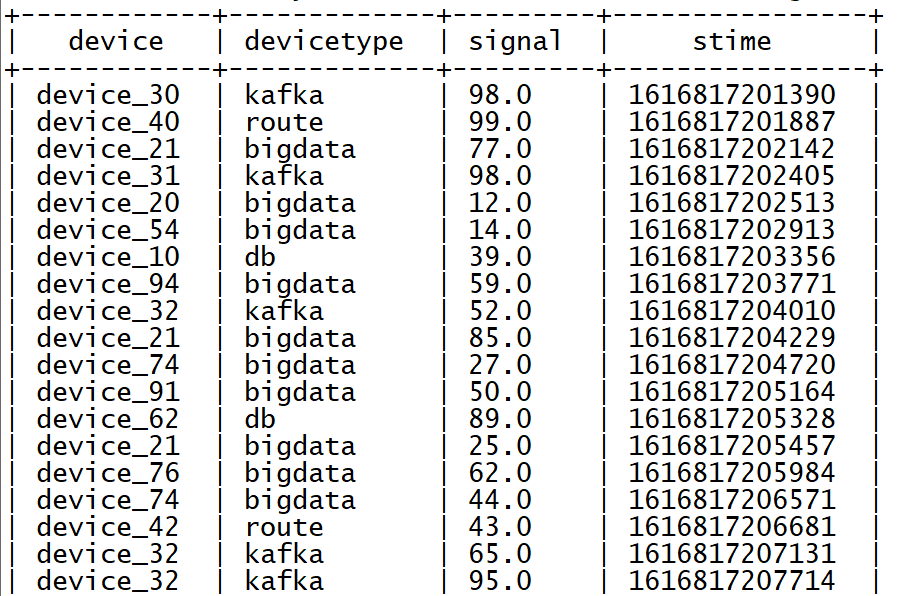 +------------+-------------+---------+----------------+
|   device   | devicetype  | signal  |     stime      |
+------------+-------------+---------+----------------+
| device_30  | kafka       | 98.0    | 1616817201390  |
| device_40  | route       | 99.0    | 1616817201887  |
| device_21  | bigdata     | 77.0    | 1616817202142  |
| device_31  | kafka       | 98.0    | 1616817202405  |
| device_20  | bigdata     | 12.0    | 1616817202513  |
| device_54  | bigdata     | 14.0    | 1616817202913  |
| device_10  | db          | 39.0    | 1616817203356  |
| device_94  | bigdata     | 59.0    | 1616817203771  |
| device_32  | kafka       | 52.0    | 1616817204010  |
| device_21  | bigdata     | 85.0    | 1616817204229  |
| device_74  | bigdata     | 27.0    | 1616817204720  |
| device_91  | bigdata     | 50.0    | 1616817205164  |
| device_62  | db          | 89.0    | 1616817205328  |
| device_21  | bigdata     | 25.0    | 1616817205457  |
| device_76  | bigdata     | 62.0    | 1616817205984  |
| device_74  | bigdata     | 44.0    | 1616817206571  |
| device_42  | route       | 43.0    | 1616817206681  |
| device_32  | kafka       | 65.0    | 1616817207131  |
| device_32  | kafka       | 95.0    | 1616817207714  |